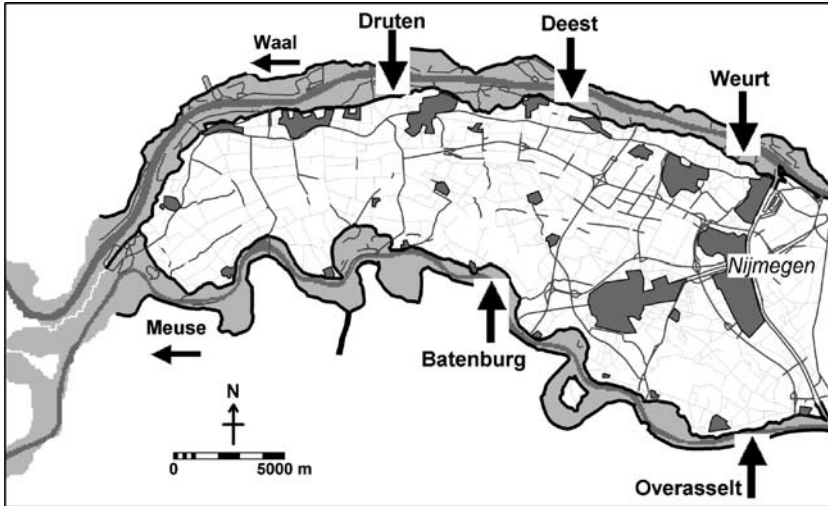 Druten
Deest
Waal
Weurt
Nijmegen
Meuse
Batenburg
N
0 5000 m
Overasselt